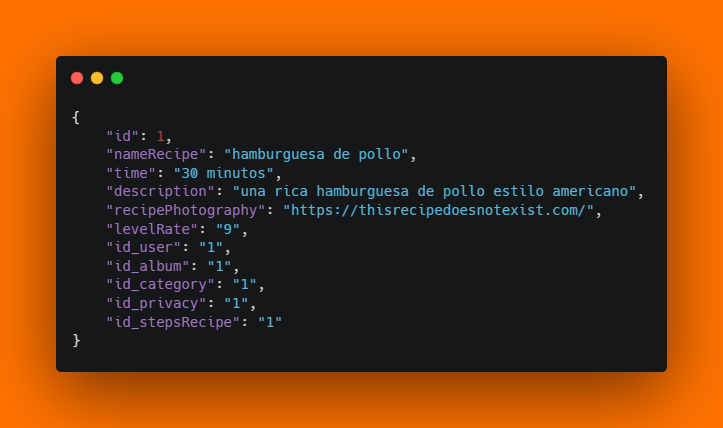 {
    "id": 1,
    "nameRecipe": "hamburguesa de pollo",
    "time": "30 minutos",
    "description": "una rica hamburguesa de pollo estilo americano",
    "recipePhotography": "https://thisrecipedoesnotexist.com/",
    "levelRate": "9",
    "id_user": "1",
    "id_album": "1",
    "id_category": "1",
    "id_privacy": "1",
    "id_stepsRecipe": "1"
}